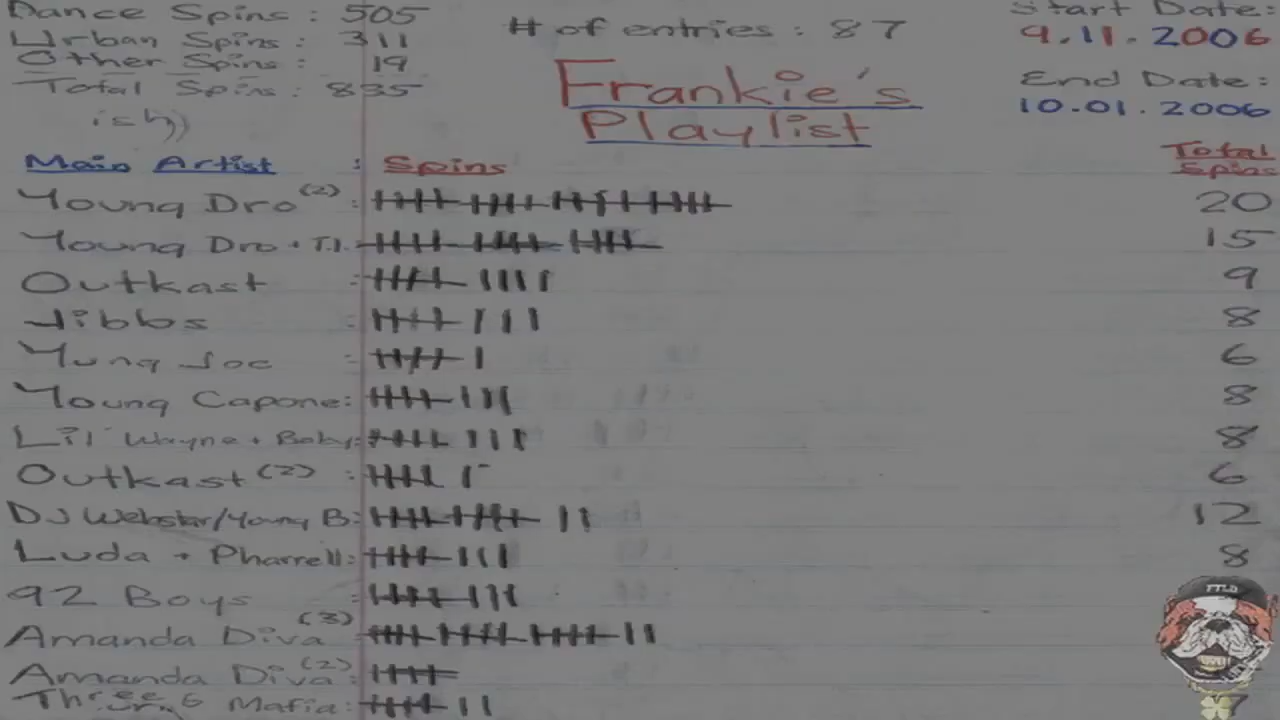 Dance Spins : 505
Urban Spins : 311
Other Spins : 19
Total Spins : 835
ish))
# of entries : 87
Frankie's
Playlist
Start Date:
9.11.2006
End Date:
10.01.2006
Main Artist : Spins Total Spins
Young Dro (2) : 20
Young Dro + T.I. : 15
Outkast : 9
Jibbs : 8
Yung Joc : 6
Young Capone : 8
Lil' Wayne + Baby : 8
Outkast (2) : 6
DJ Webstar/Young B : 12
Luda + Pharrell : 8
92 Boys :
Amanda Diva (3) :
Amanda Diva (2) :
Three 6 Mafia : 7